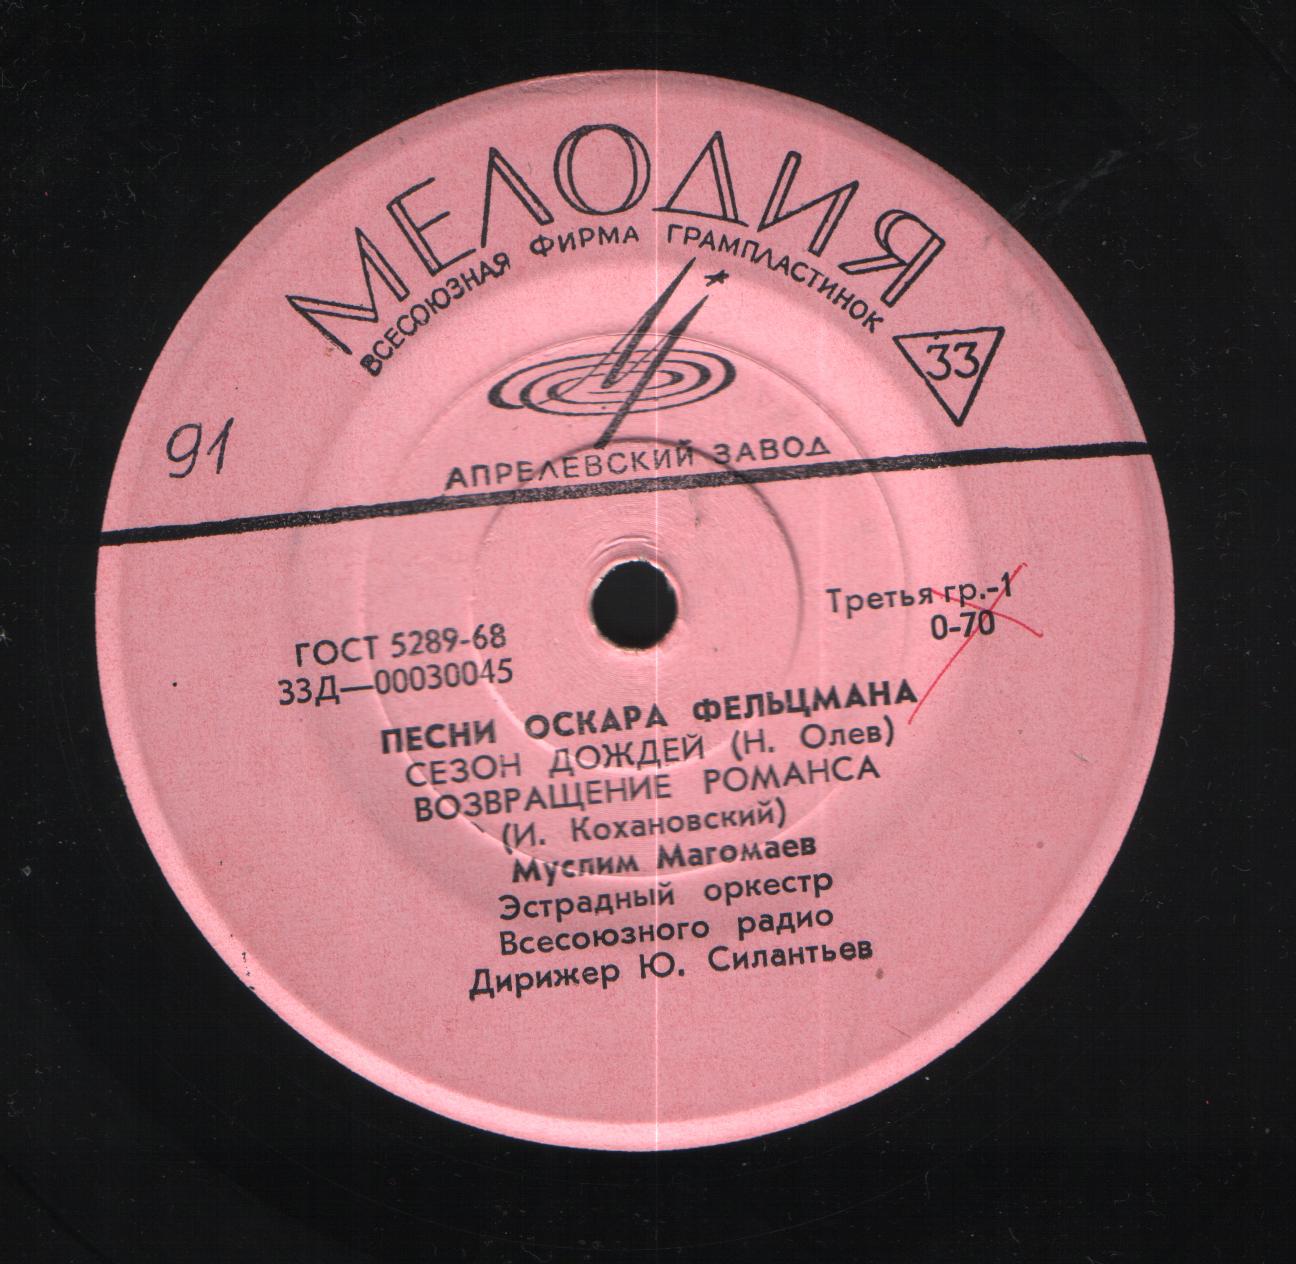 МЕЛОДИЯ
ВСЕСОЮЗНАЯ ФИРМА ГРАМПЛАСТИНОК
33
91
АПРЕЛЕВСКИЙ ЗАВОД
Третья гр.-1
0-70
ГОСТ 5289-68
33Д—00030045
ПЕСНИ ОСКАРА ФЕЛЬЦМАНА
СЕЗОН ДОЖДЕЙ (Н. Олев)
ВОЗВРАЩЕНИЕ РОМАНСА
(И. Кохановский)
Муслим Магомаев
Эстрадный оркестр
Всесоюзного радио
Дирижер Ю. Силантьев